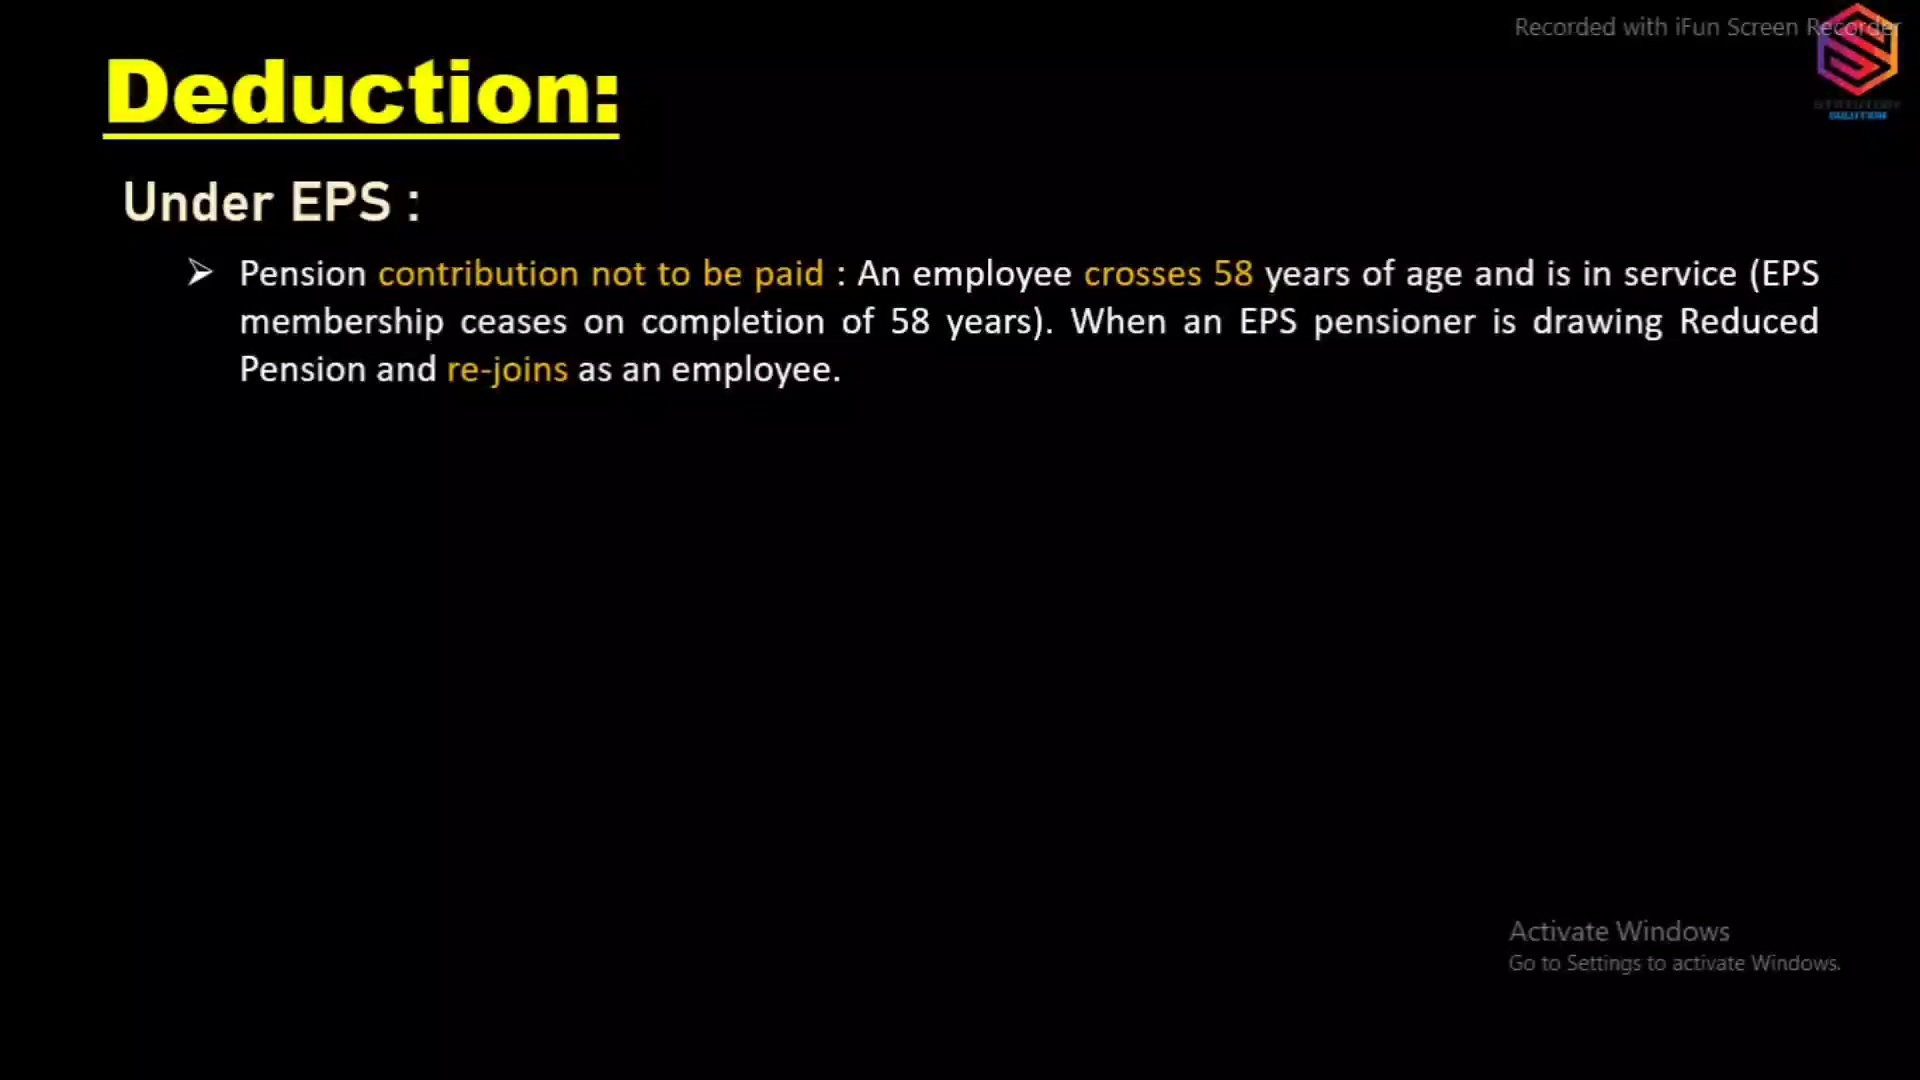 Recorded with iFun Screen Recorder
Deduction:
SOLUTION
Under EPS :
➢ Pension contribution not to be paid : An employee crosses 58 years of age and is in service (EPS
membership ceases on completion of 58 years). When an EPS pensioner is drawing Reduced
Pension and re-joins as an employee.
Activate Windows
Go to Settings to activate Windows.